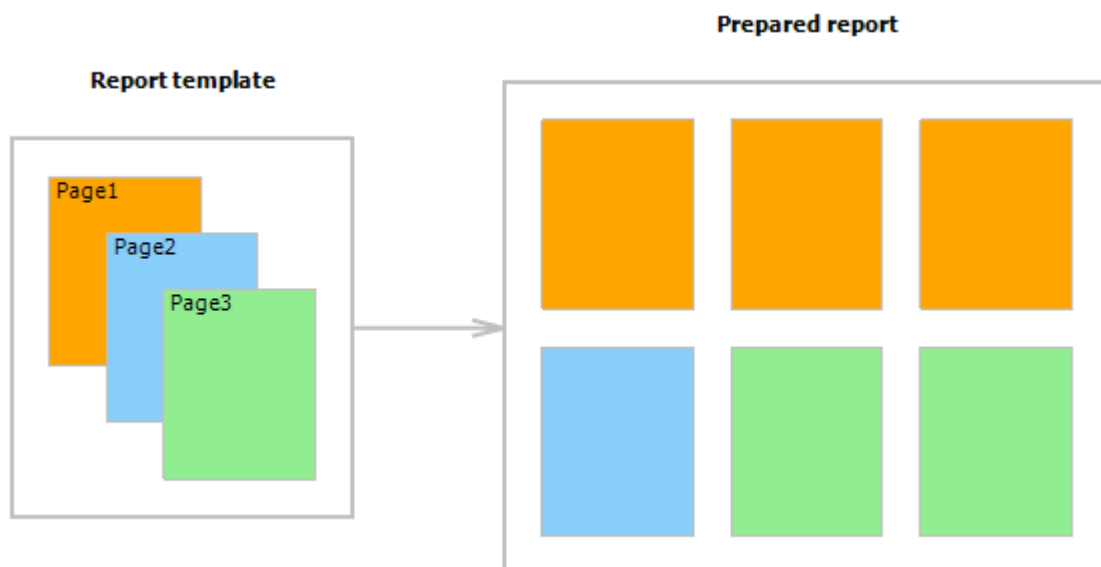 Prepared report
Report template
Page1
Page2
Page3